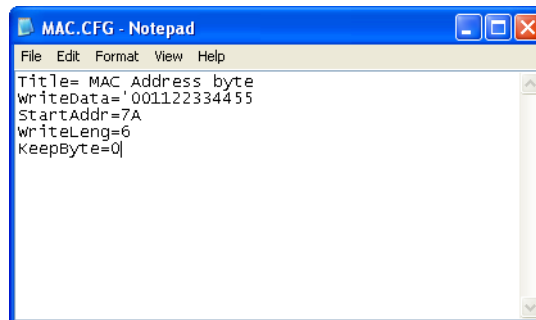 MAC.CFG - Notepad
File Edit Format View Help
Title= MAC Address byte
WriteData='001122334455
StartAddr=7A
WriteLeng=6
KeepByte=0